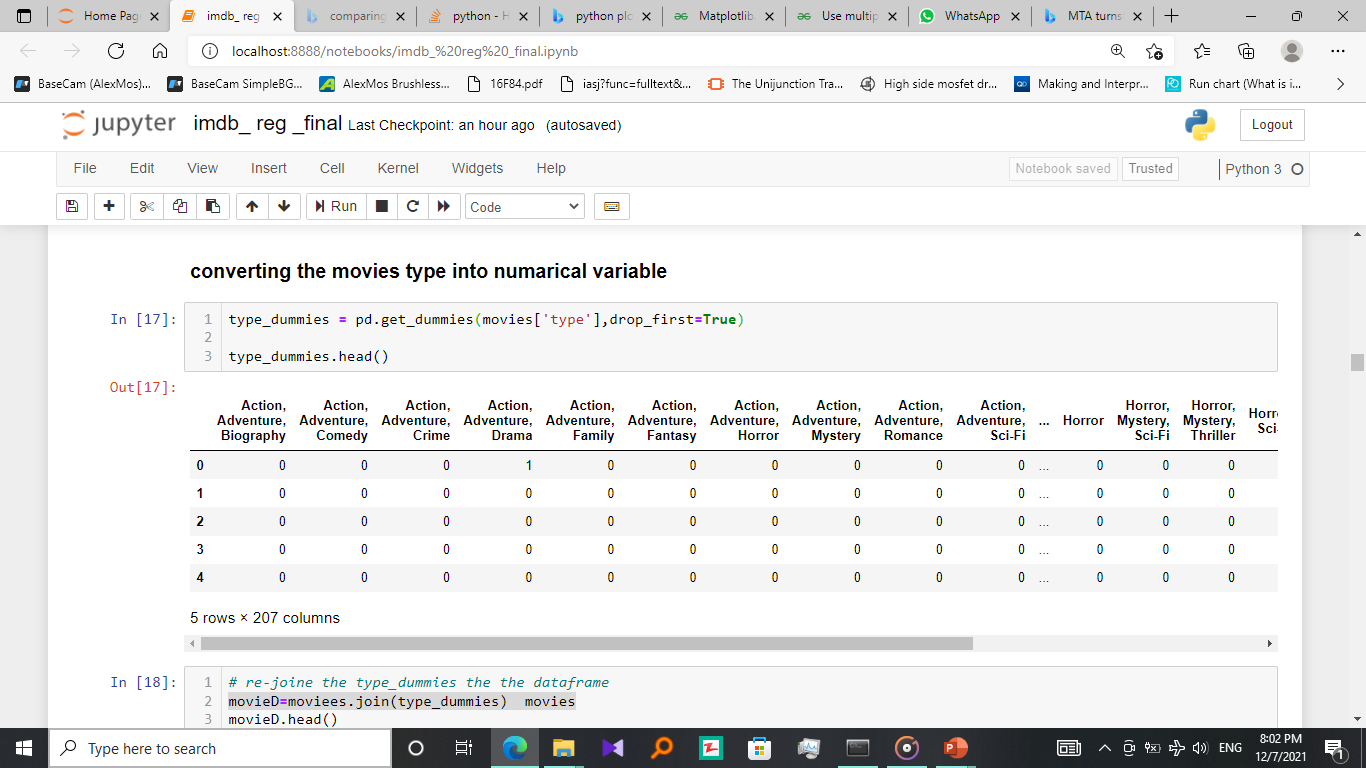 Home Pag
imdb_ reg
comparing
python - H
python plo
Matplotlib
Use multip
WhatsApp
MTA turns
localhost:8888/notebooks/imdb_%20reg%20_final.ipynb
BaseCam (AlexMos)...
BaseCam SimpleBG...
AlexMos Brushless...
16F84.pdf
iasj?func=fulltext&...
The Unijunction Tra...
High side mosfet dr...
Making and Interpr...
Run chart (What is i...
jupyter imdb_ reg _final Last Checkpoint: an hour ago (autosaved)
Logout
File Edit View Insert Cell Kernel Widgets Help
Notebook saved Trusted Python 3
Run Code
converting the movies type into numarical variable
In [17]: 1 type_dummies = pd.get_dummies(movies['type'],drop_first=True)
2
3 type_dummies.head()
Out[17]:
Action, Action, Action, Action, Action, Action, Action, Action, Action, Action, Horror, Horror,
Adventure, Adventure, Adventure, Adventure, Adventure, Adventure, Adventure, Adventure, Adventure, Adventure, ... Horror Mystery, Mystery,
Biography Comedy Crime Drama Family Fantasy Horror Mystery Romance Sci-Fi Sci-Fi Thriller
0 0 0 0 1 0 0 0 0 0 0 ... 0 0 0
1 0 0 0 0 0 0 0 0 0 0 ... 0 0 0
2 0 0 0 0 0 0 0 0 0 0 ... 0 0 0
3 0 0 0 0 0 0 0 0 0 0 ... 0 0 0
4 0 0 0 0 0 0 0 0 0 0 ... 0 0 0
5 rows × 207 columns
In [18]: 1 # re-joine the type_dummies the the dataframe
2 movieD=moviees.join(type_dummies)  movies
3 movieD.head()
Type here to search
ENG
8:02 PM
12/7/2021
1